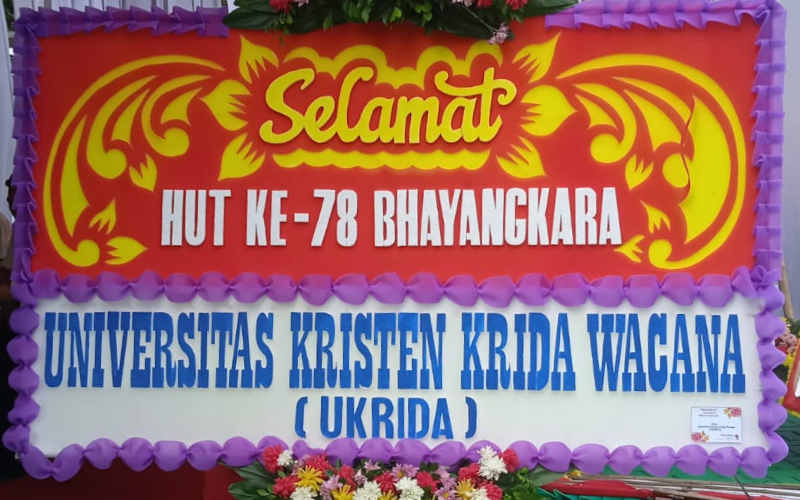 Selamat
HUT KE-78 BHAYANGKARA
UNIVERSITAS KRISTEN KRIDA WACANA
( UKRIDA )